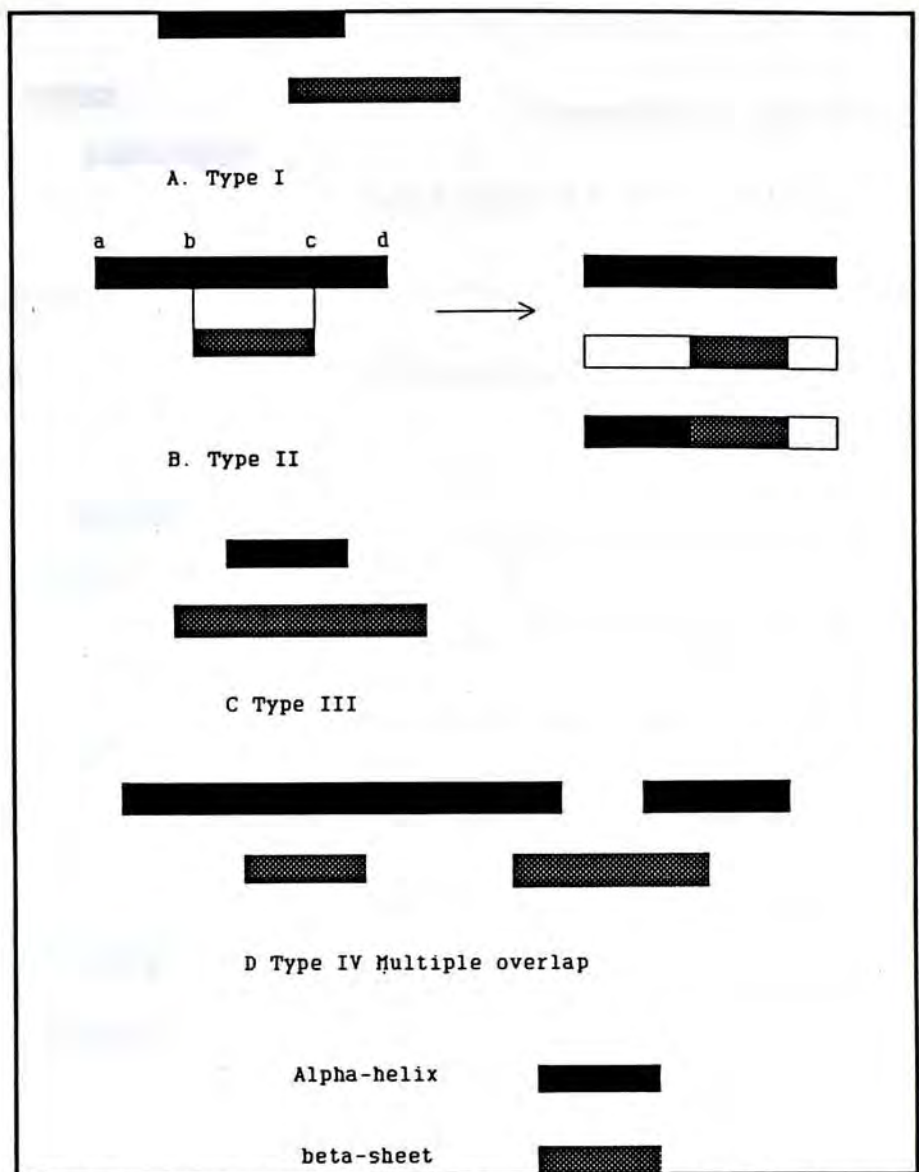 A. Type I
a b c d
B. Type II
C Type III
D Type IV Multiple overlap
Alpha-helix
beta-sheet